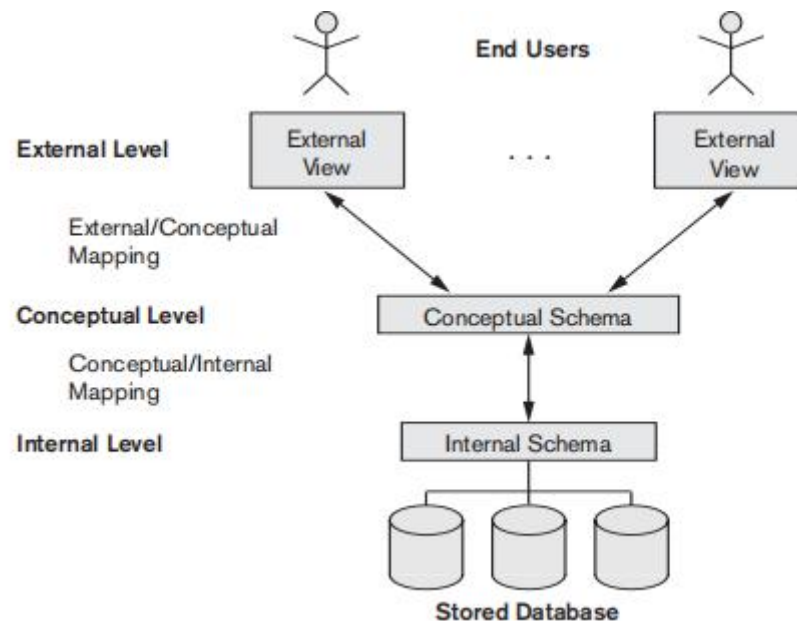 End Users
External Level
External
View
. . .
External
View
External/Conceptual
Mapping
Conceptual Level
Conceptual Schema
Conceptual/Internal
Mapping
Internal Level
Internal Schema
Stored Database